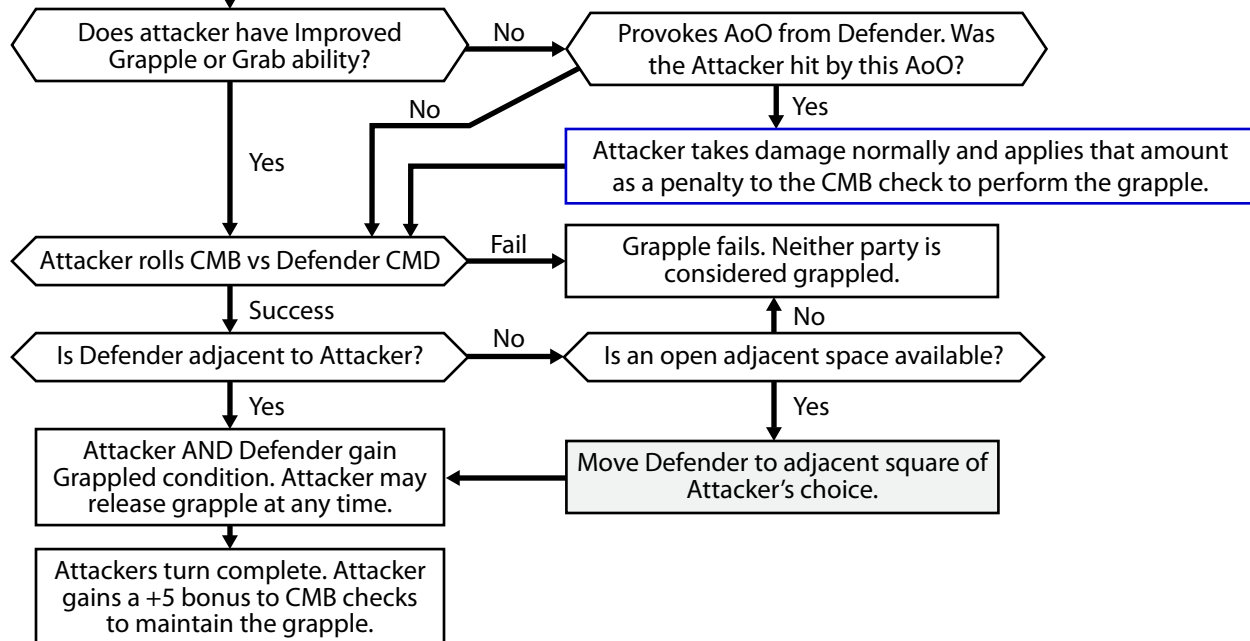 Does attacker have Improved
Grapple or Grab ability?
No
Provokes AoO from Defender. Was
the Attacker hit by this AoO?
No
Yes
Yes
Attacker takes damage normally and applies that amount
as a penalty to the CMB check to perform the grapple.
Attacker rolls CMB vs Defender CMD
Fail
Grapple fails. Neither party is
considered grappled.
Success
No
Is Defender adjacent to Attacker?
No
Is an open adjacent space available?
Yes
Yes
Attacker AND Defender gain
Grappled condition. Attacker may
release grapple at any time.
Move Defender to adjacent square of
Attacker’s choice.
Attackers turn complete. Attacker
gains a +5 bonus to CMB checks
to maintain the grapple.